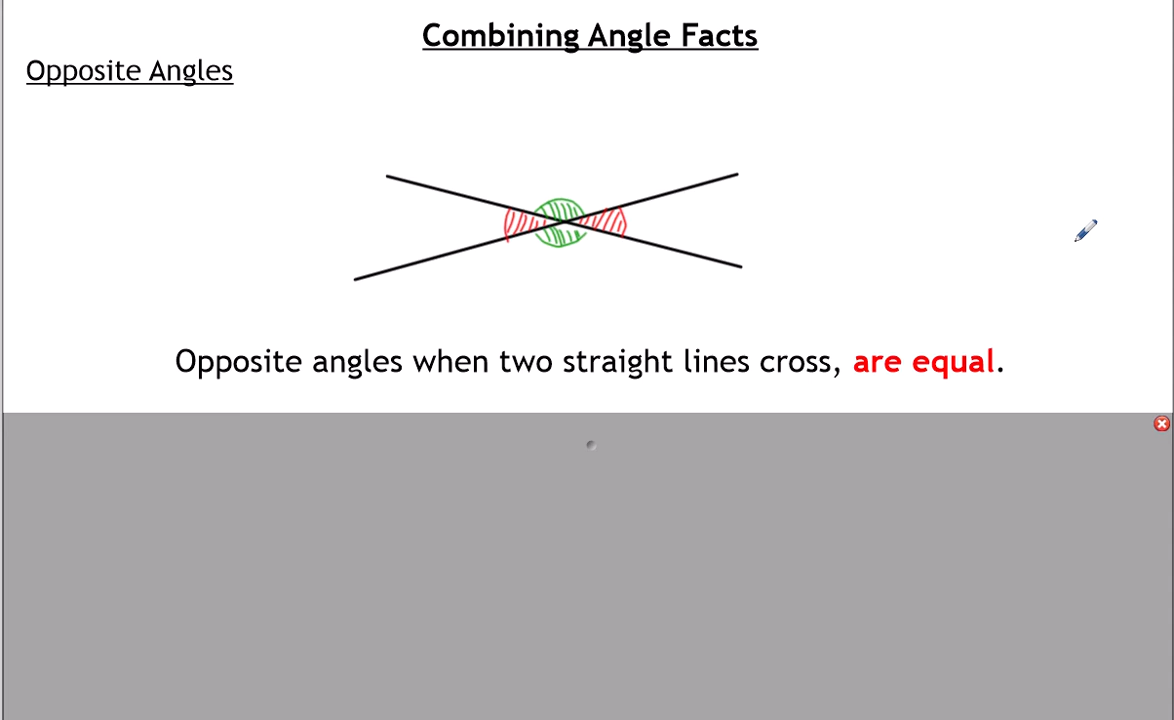 Combining Angle Facts
Opposite Angles
Opposite angles when two straight lines cross, are equal.